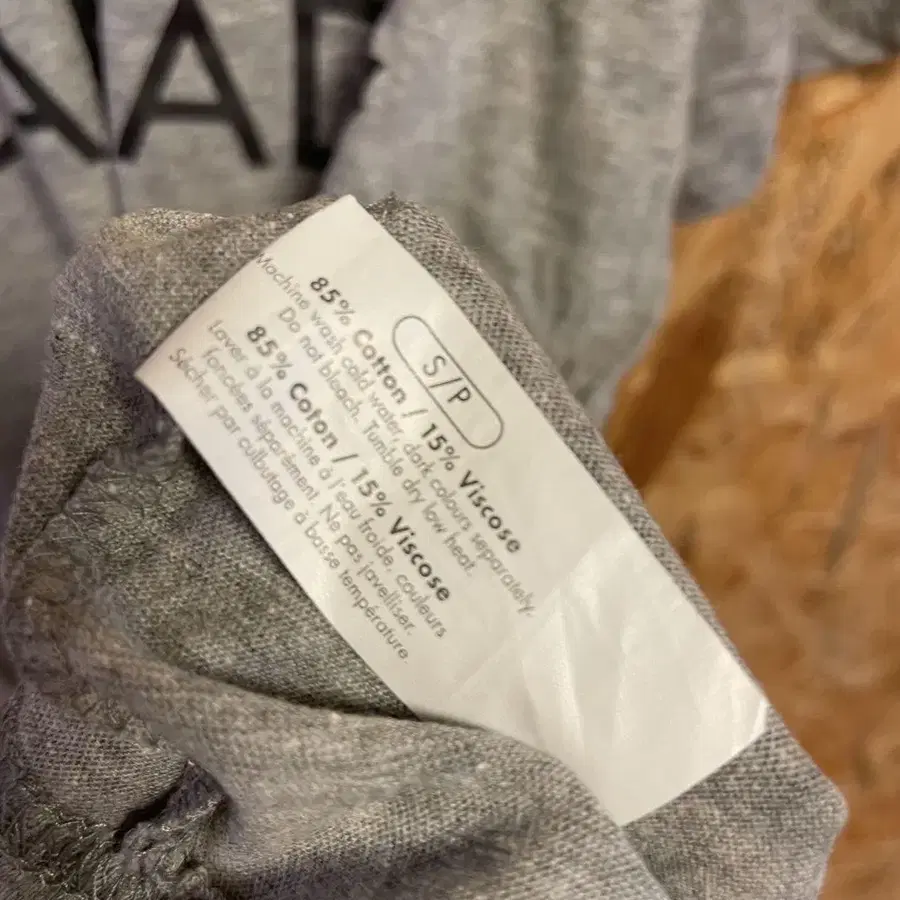 AAD
S/P
85% Cotton / 15% Viscose
Machine wash cold water, dark colours separately.
Do not bleach. Tumble dry low heat.
85% Coton / 15% Viscose
Laver à la machine à l'eau froide, couleurs
foncées séparément. Ne pas javelliser.
Sécher par culbutage à basse température.